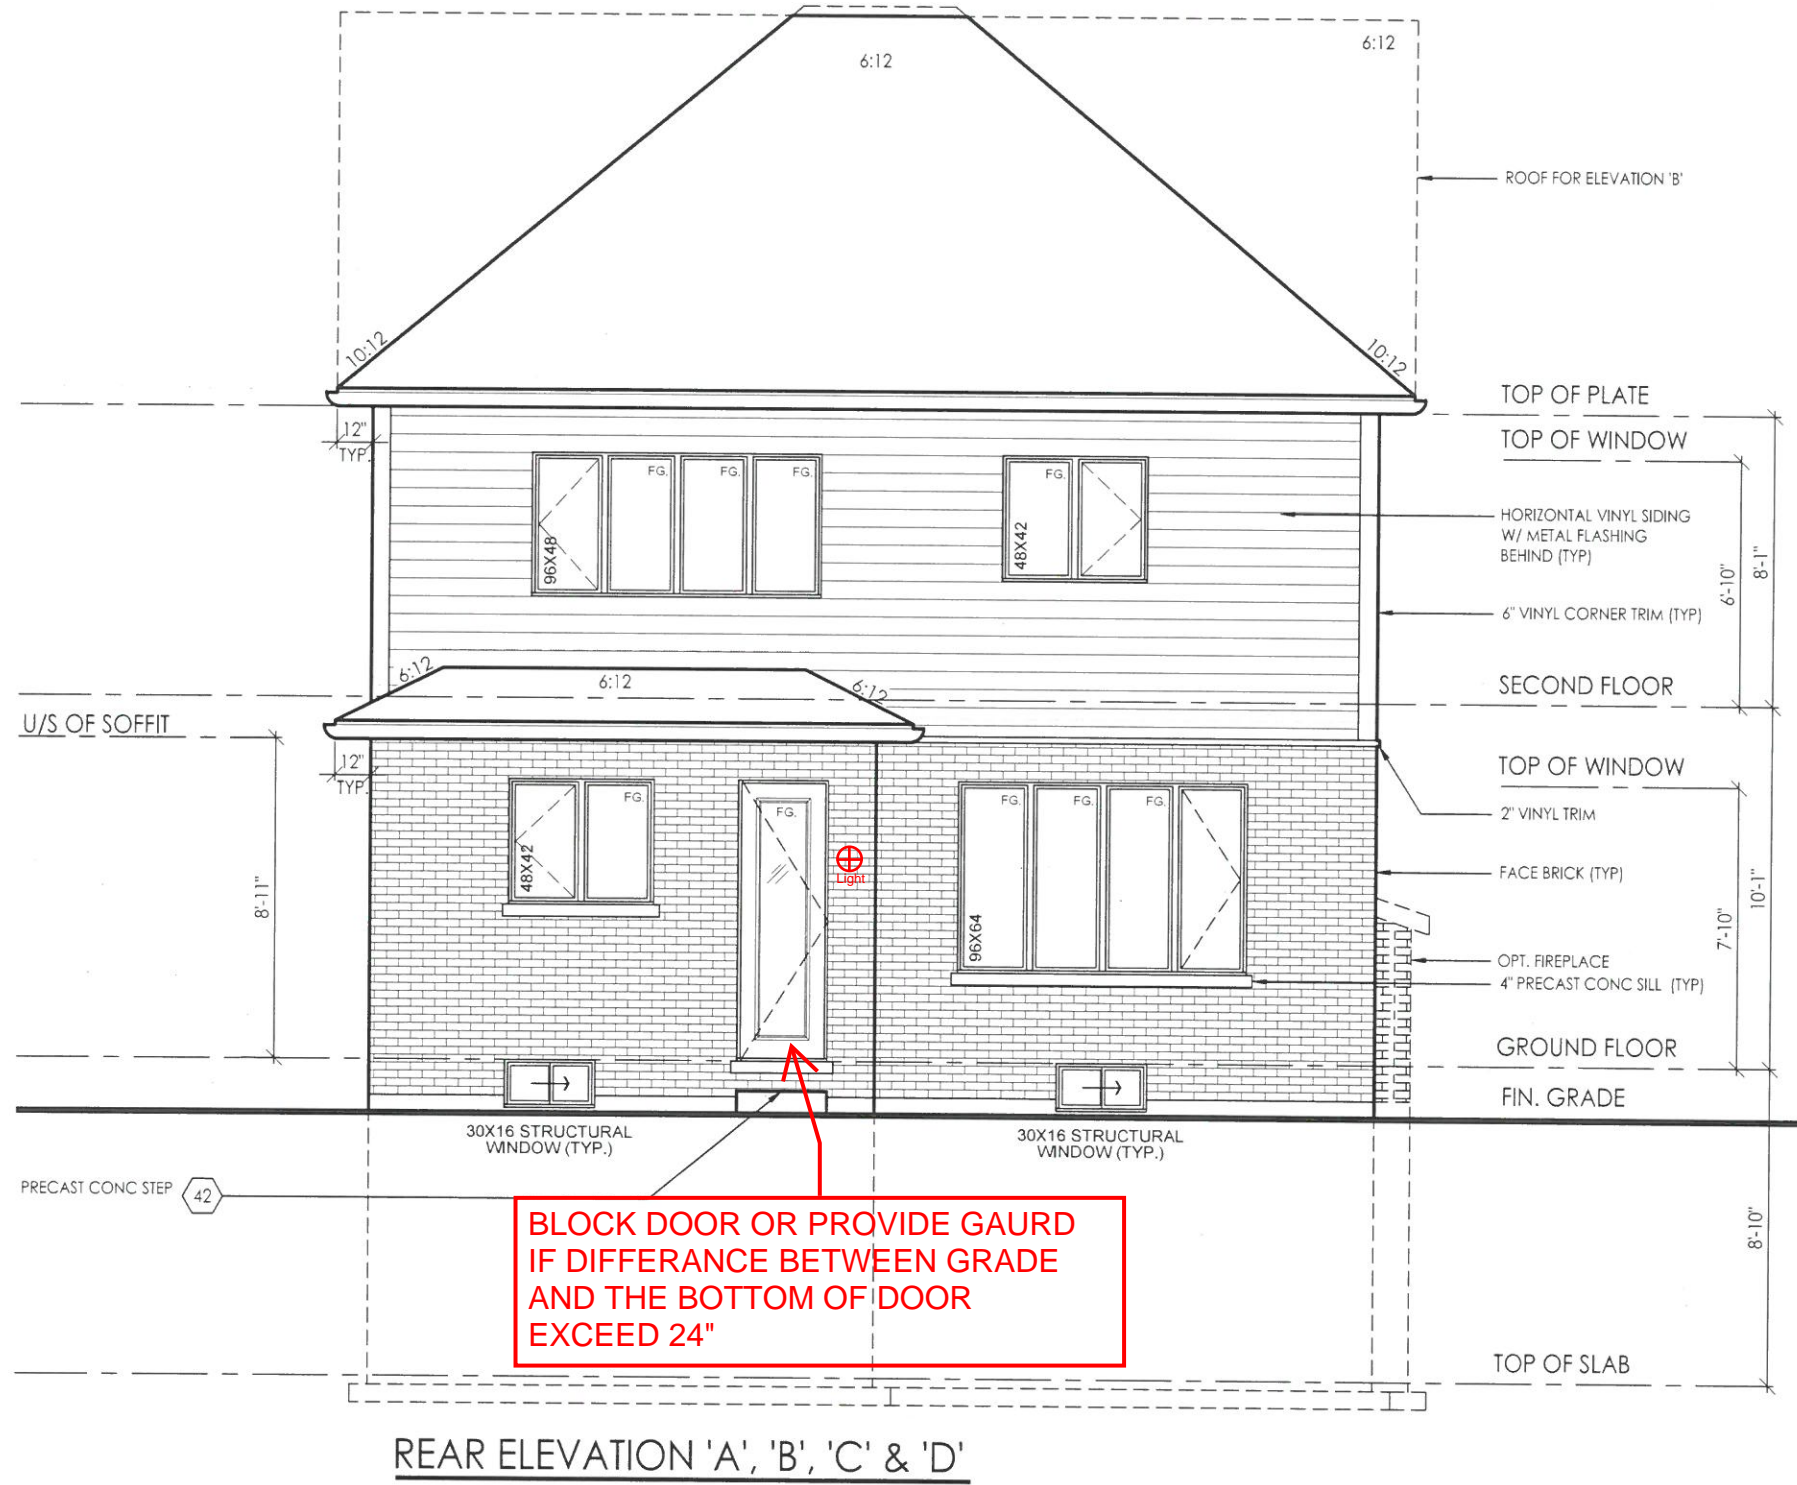 6:12
6:12
ROOF FOR ELEVATION 'B'
10:12
10:12
TOP OF PLATE
12"
TYP.
TOP OF WINDOW
FG.
FG.
FG.
FG.
96X48
48X42
HORIZONTAL VINYL SIDING
W/ METAL FLASHING
BEHIND (TYP)
6'-10"
8'-1"
6" VINYL CORNER TRIM (TYP)
6:12
6:12
6:12
SECOND FLOOR
U/S OF SOFFIT
12"
TYP.
TOP OF WINDOW
FG.
FG.
FG.
FG.
FG.
2" VINYL TRIM
48X42
Light
FACE BRICK (TYP)
8'-11"
10'-1"
96X64
7'-10"
OPT. FIREPLACE
4" PRECAST CONC SILL (TYP)
GROUND FLOOR
FIN. GRADE
30X16 STRUCTURAL
WINDOW (TYP.)
30X16 STRUCTURAL
WINDOW (TYP.)
PRECAST CONC STEP 42
BLOCK DOOR OR PROVIDE GAURD
IF DIFFERANCE BETWEEN GRADE
AND THE BOTTOM OF DOOR
EXCEED 24"
8'-10"
TOP OF SLAB
REAR ELEVATION 'A', 'B', 'C' & 'D'